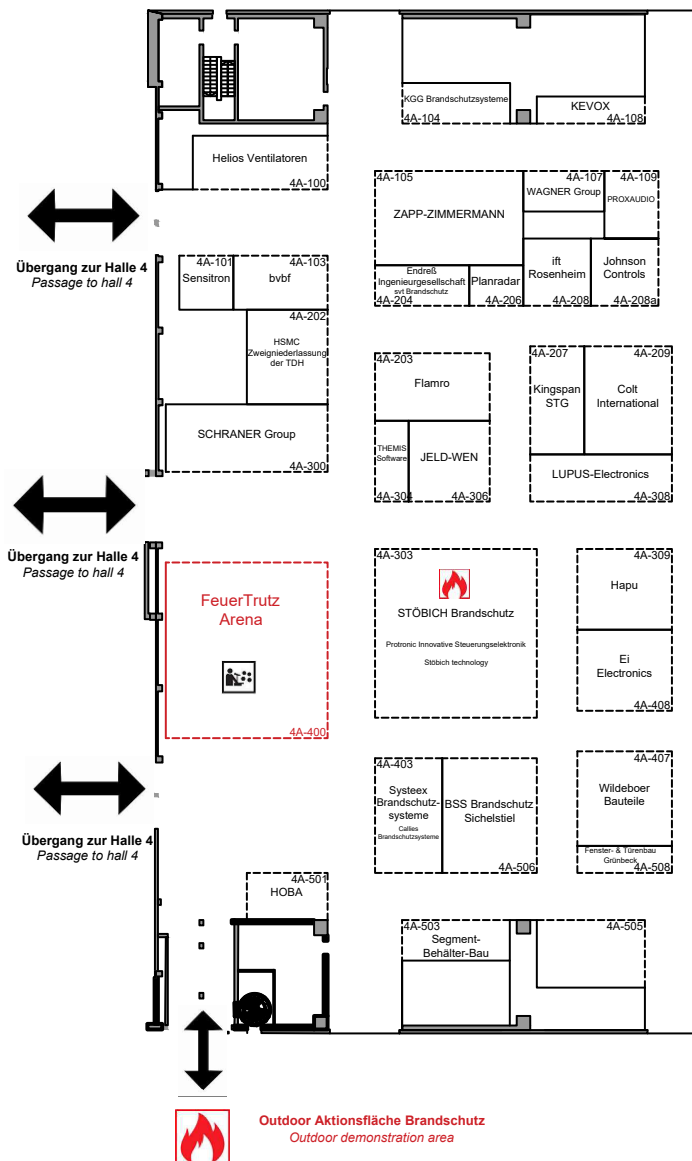 KGG Brandschutzsysteme
4A-104
KEVOX
4A-108
Helios Ventilatoren
4A-100
4A-105
ZAPP-ZIMMERMANN
4A-107
WAGNER Group
4A-109
PROXAUDIO
Übergang zur Halle 4
Passage to hall 4
4A-101
Sensitron
4A-103
bvbf
Endreß
Ingenieurgesellschaft
svt Brandschutz
4A-204
Planradar
4A-206
ift
Rosenheim
4A-208
Johnson
Controls
4A-208a
4A-202
HSMC
Zweigniederlassung
der TDH
SCHRANER Group
4A-300
4A-203
Flamro
THEMIS
Software
4A-304
JELD-WEN
4A-306
4A-207
Kingspan
STG
4A-209
Colt
International
LUPUS-Electronics
4A-308
Übergang zur Halle 4
Passage to hall 4
FeuerTrutz
Arena
4A-400
4A-303
STÖBICH Brandschutz
Protronic Innovative Steuerungselektronik
Stöbich technology
4A-309
Hapu
Ei
Electronics
4A-408
Übergang zur Halle 4
Passage to hall 4
4A-403
Systeex
Brandschutz-
systeme
Callies
Brandschutzsysteme
BSS Brandschutz
Sichelstiel
4A-506
4A-407
Wildeboer
Bauteile
Fenster- & Türenbau
Grünbeck
4A-508
4A-501
HOBA
4A-503
Segment-
Behälter-Bau
4A-505
Outdoor Aktionsfläche Brandschutz
Outdoor demonstration area